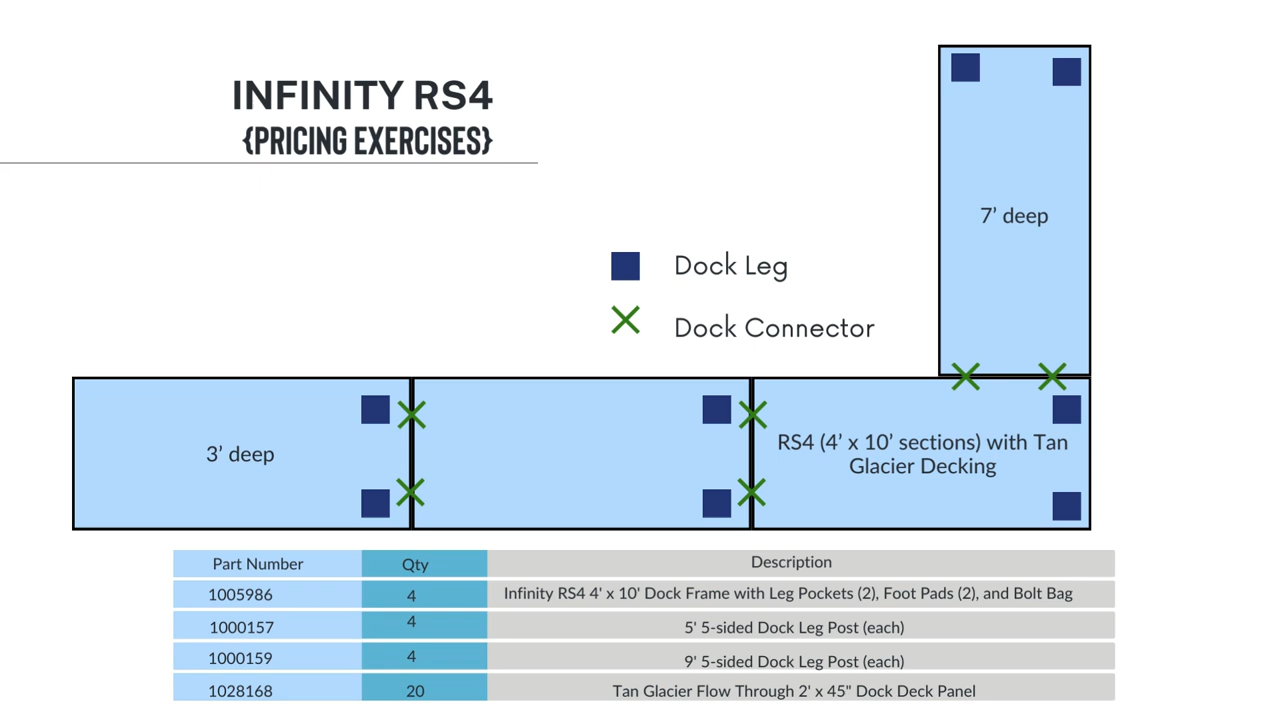 INFINITY RS4
{PRICING EXERCISES}
7’ deep
Dock Leg
Dock Connector
3’ deep
RS4 (4’ x 10’ sections) with Tan
Glacier Decking
Part Number Qty Description
1005986 4 Infinity RS4 4' x 10' Dock Frame with Leg Pockets (2), Foot Pads (2), and Bolt Bag
1000157 4 5' 5-sided Dock Leg Post (each)
1000159 4 9' 5-sided Dock Leg Post (each)
1028168 20 Tan Glacier Flow Through 2' x 45" Dock Deck Panel